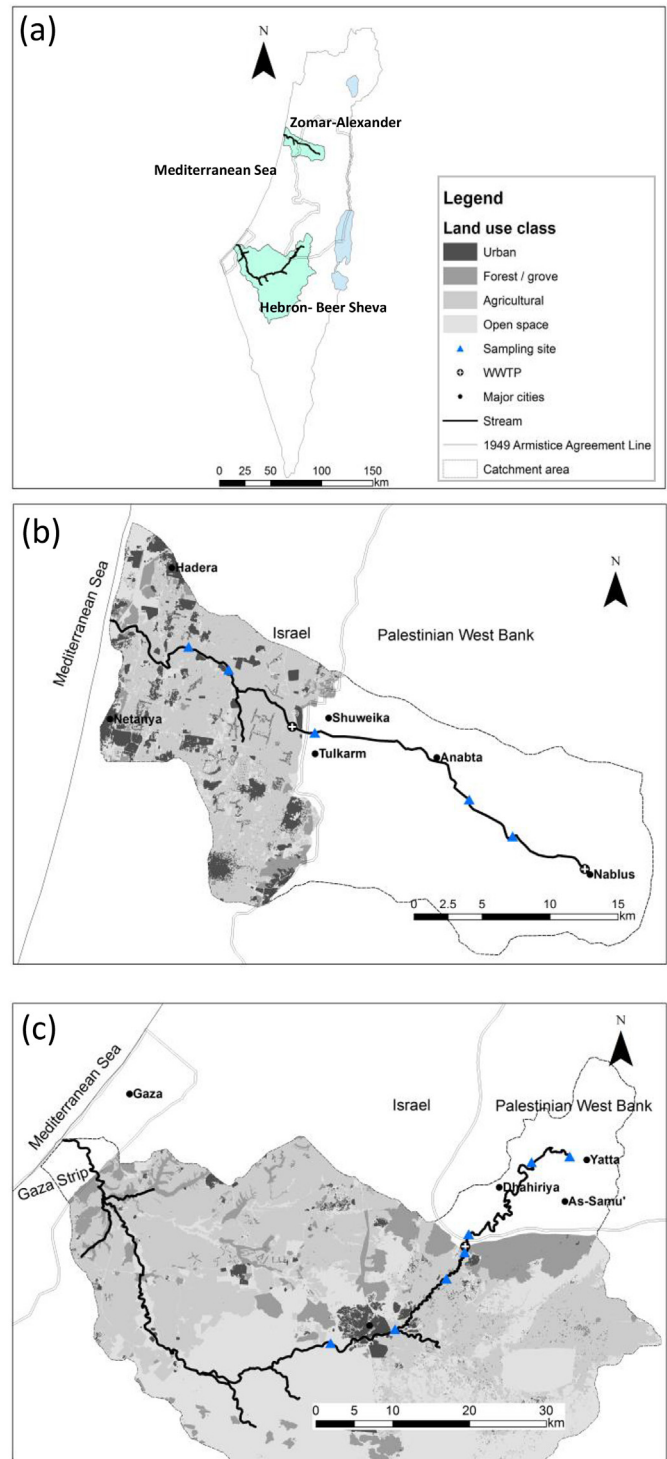 (a)
N
Zomar-Alexander
Mediterranean Sea
Hebron- Beer Sheva
0 25 50 100 150
km
Legend
Land use class
Urban
Forest / grove
Agricultural
Open space
Sampling site
WWTP
Major cities
Stream
1949 Armistice Agreement Line
Catchment area
(b)
N
Mediterranean Sea
Hadera
Israel
Palestinian West Bank
Netanya
Shuweika
Tulkarm
Anabta
Nablus
0 2.5 5 10 15
km
(c)
N
Mediterranean Sea
Gaza
Israel
Palestinian West Bank
Gaza Strip
Yatta
Dhahiriya
As-Samu'
0 5 10 20 30
km